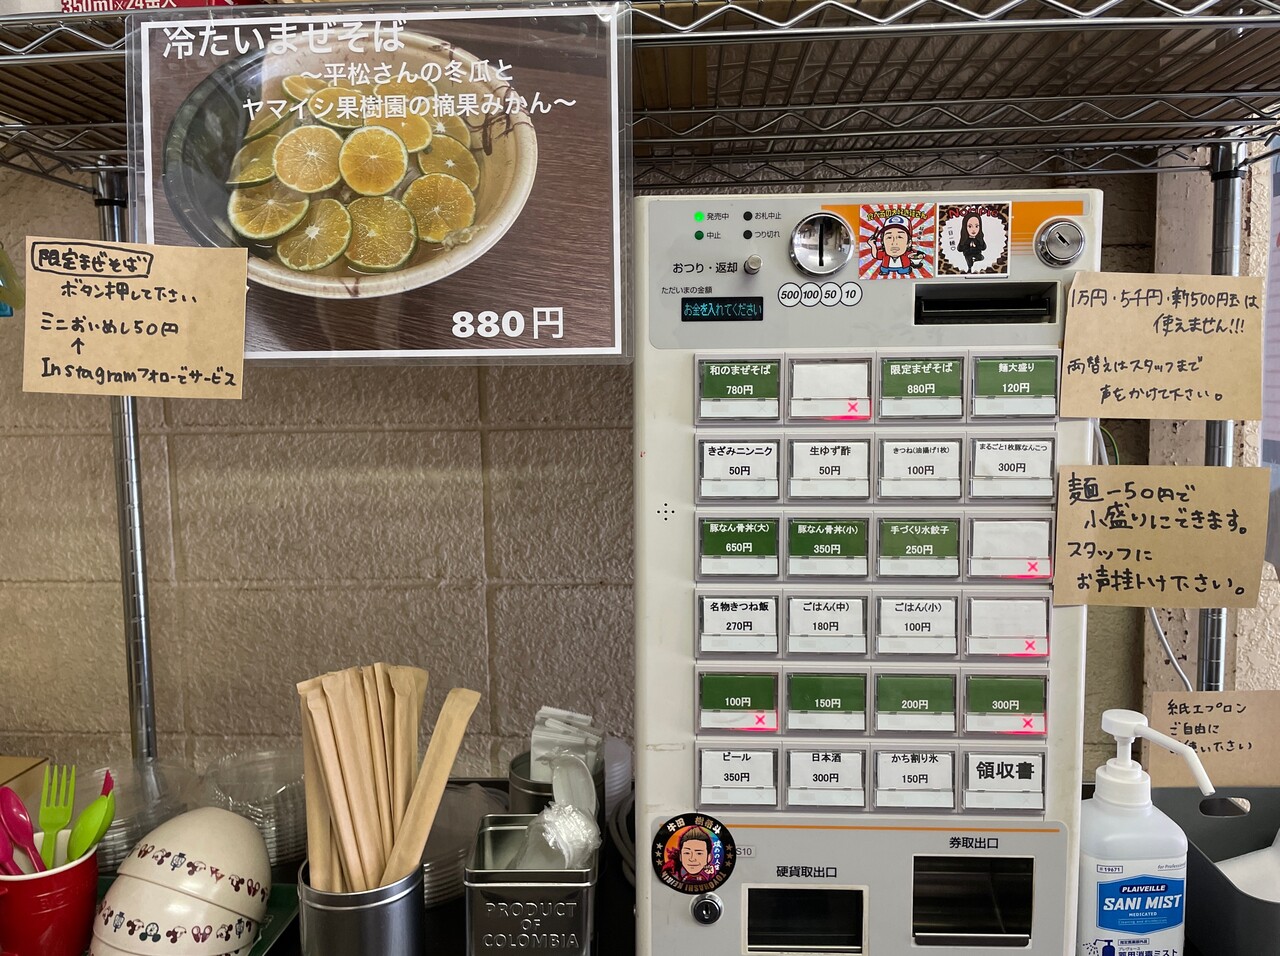 350ml×24缶入
冷たいまぜそば
〜平松さんの冬瓜と
ヤマイシ果樹園の摘果みかん〜
880円
限定まぜそば
ボタン押して下さい
ミニおいめし50円
↑
Instagramフォローでサービス
発売中
お札中止
中止
つり切れ
おつり・返却
ただいまの金額
お金を入れてください
500 100 50 10
1万円・5千円・新500円玉は
使えません!!!
両替えはスタッフまで
声をかけて下さい。
和のまぜそば
780円
限定まぜそば
880円
麺大盛り
120円
きざみニンニク
50円
生ゆず酢
50円
きつね(油揚げ1枚)
100円
まるごと1枚豚なんこつ
300円
麺-50円で
小盛りにできます。
スタッフに
お声掛け下さい。
豚なん骨丼(大)
650円
豚なん骨丼(小)
350円
手づくり水餃子
250円
名物きつね飯
270円
ごはん(中)
180円
ごはん(小)
100円
100円
150円
200円
300円
ビール
350円
日本酒
300円
かち割り氷
150円
領収書
紙エプロン
ご自由に
お使い下さい
硬貨取出口
券取出口
PRODUCT
OF
COLOMBIA
PLAIVEILLE
SANI MIST
MEDICATED